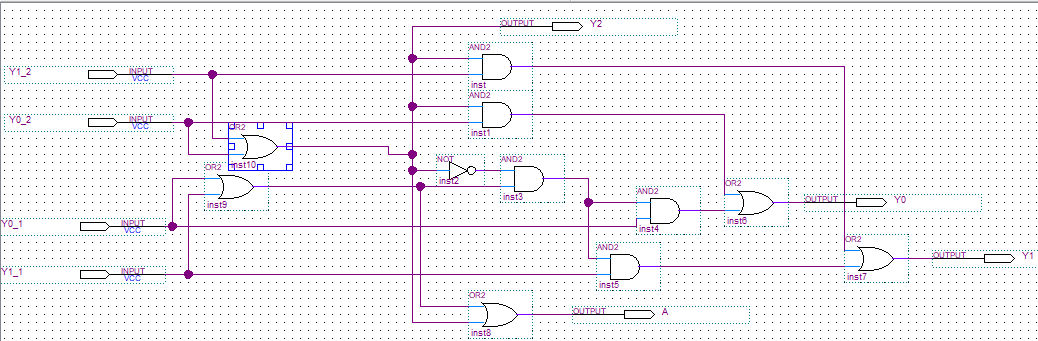 OUTPUT Y2
AND2
Y1_2 INPUT
VCC
inst
AND2
Y0_2 INPUT
VCC
OR2
inst1
inst10
NOT
AND2
OR2
inst2
inst3
OR2
AND2
inst9
OUTPUT Y0
Y0_1 INPUT
VCC
inst4
inst6
AND2
OR2
OUTPUT Y1
Y1_1 INPUT
VCC
inst5
inst7
OR2
OUTPUT A
inst8